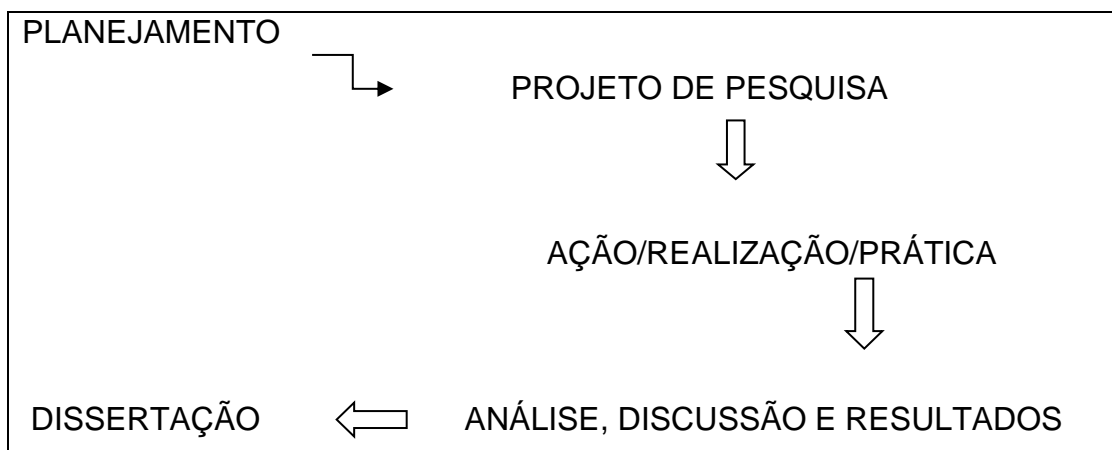 PLANEJAMENTO
PROJETO DE PESQUISA
AÇÃO/REALIZAÇÃO/PRÁTICA
DISSERTAÇÃO ANÁLISE, DISCUSSÃO E RESULTADOS